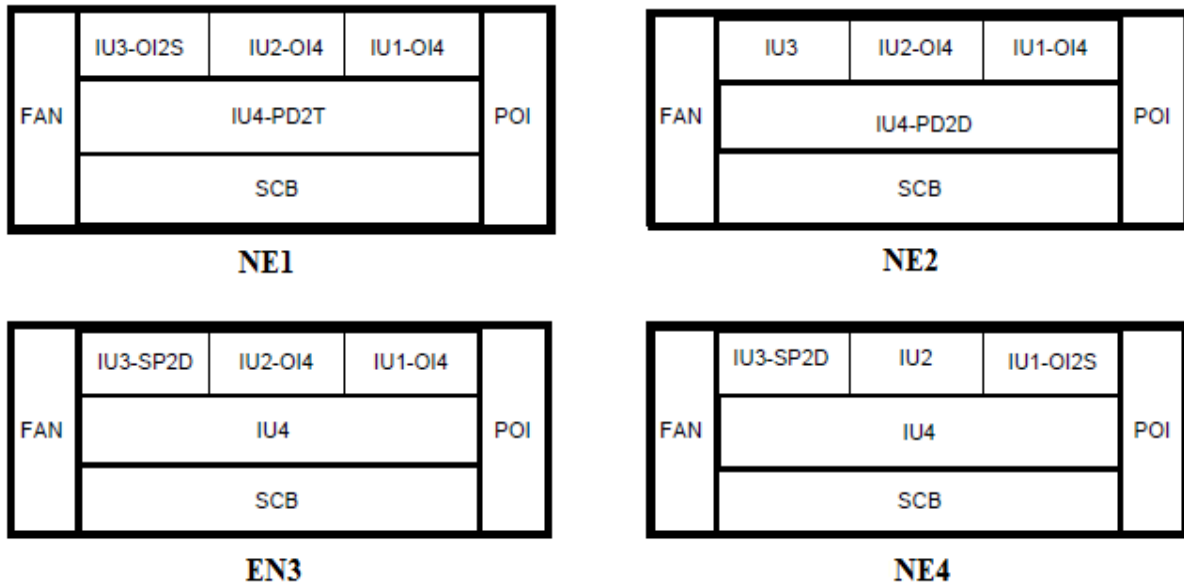 IU3-OI2S IU2-OI4 IU1-OI4
FAN IU4-PD2T POI
SCB
NE1
IU3 IU2-OI4 IU1-OI4
FAN IU4-PD2D POI
SCB
NE2
IU3-SP2D IU2-OI4 IU1-OI4
FAN IU4 POI
SCB
EN3
IU3-SP2D IU2 IU1-OI2S
FAN IU4 POI
SCB
NE4